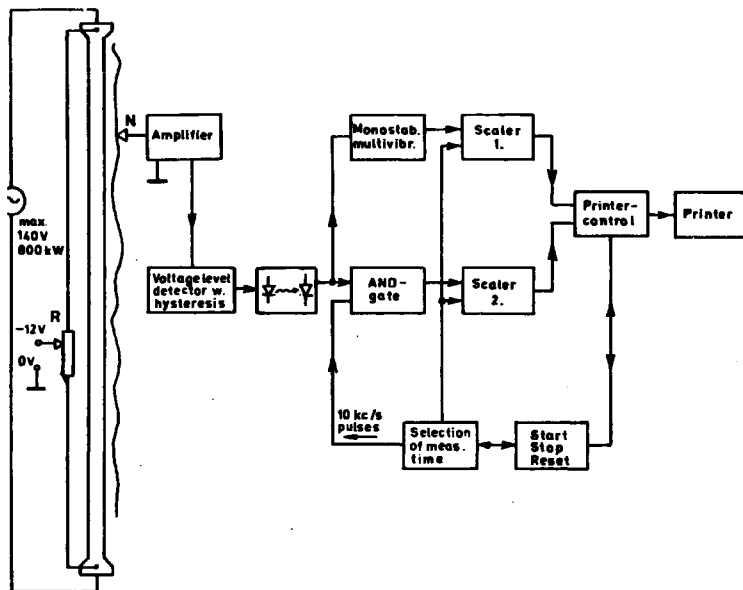 N
Amplifier
Monostab.
multivibr.
Scaler
1.
max.
140V
800kW
Printer-
control
Printer
Voltage level
detector w.
hysteresis
AND-
gate
Scaler
2.
R
-12V
0V
10 kc/s
pulses
Selection
of meas.
time
Start
Stop
Reset